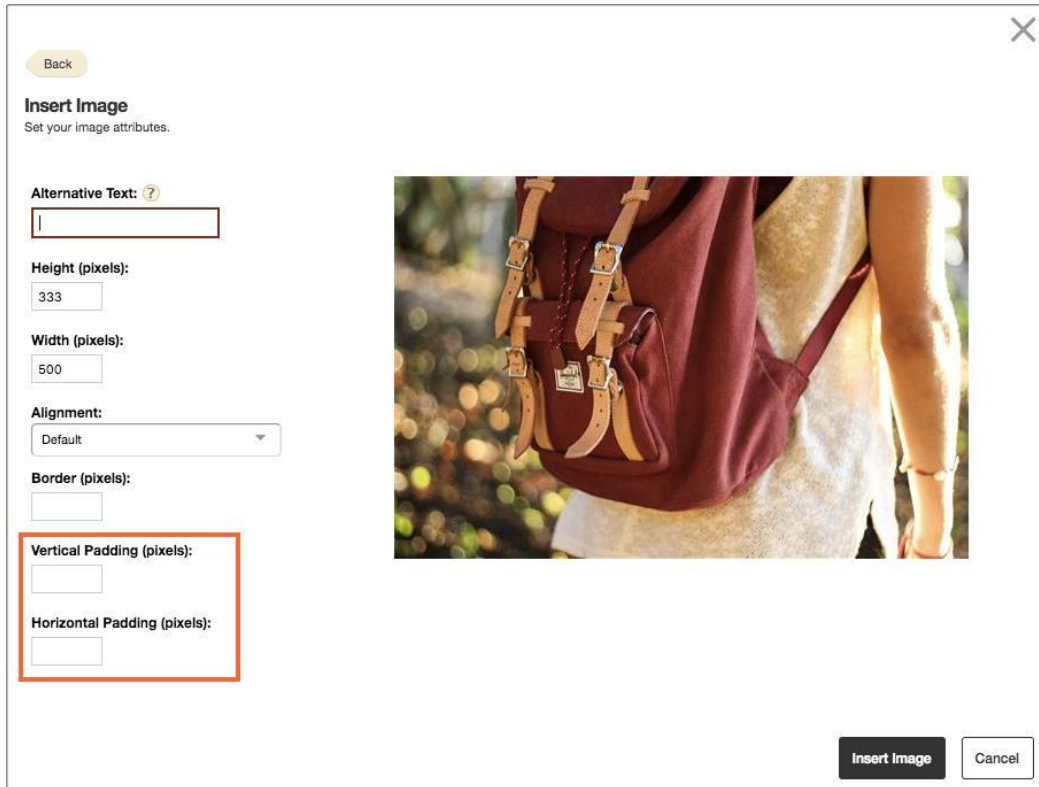 Back
Insert Image
Set your image attributes.
Alternative Text: ?
Height (pixels):
333
Width (pixels):
500
Alignment:
Default
Border (pixels):
Vertical Padding (pixels):
Horizontal Padding (pixels):
Insert Image
Cancel